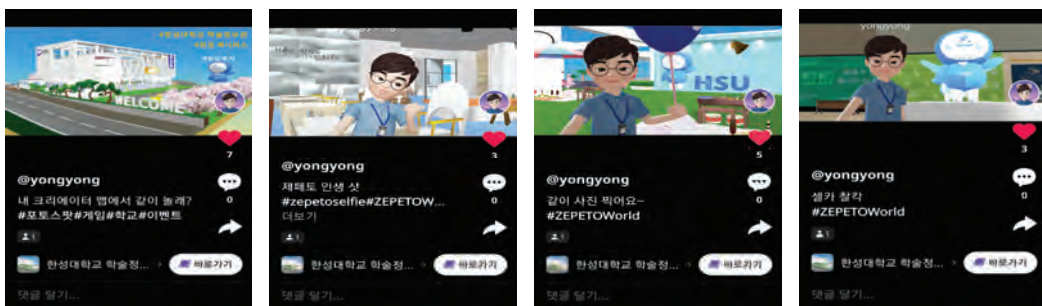 WELCOME
7
@yongyong
0
내 크리에이터 맵에서 같이 놀래?
#포토스팟#게임#학교#이벤트
1
한성대학교 학술정...
바로가기
댓글 달기...
yongyong
3
@yongyong
0
제페토 인생 샷
#zepetoselfie#ZEPETOW...
더보기
1
한성대학교 학술정...
바로가기
댓글 달기...
HSU
5
@yongyong
0
같이 사진 찍어요~
#ZEPETOWorld
1
한성대학교 학술정...
바로가기
댓글 달기...
yongyong
3
@yongyong
0
셀카 찰칵
#ZEPETOWorld
1
한성대학교 학술정...
바로가기
댓글 달기...